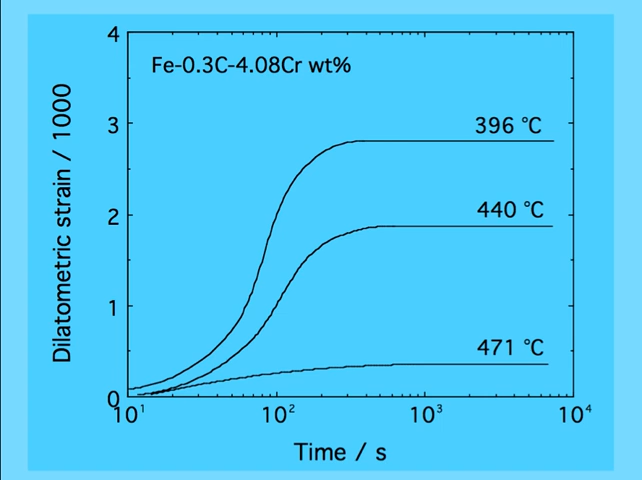 Fe-0.3C-4.08Cr wt%
4
3
2
1
0
Dilatometric strain / 1000
396 °C
440 °C
471 °C
10¹
10²
10³
10⁴
Time / s